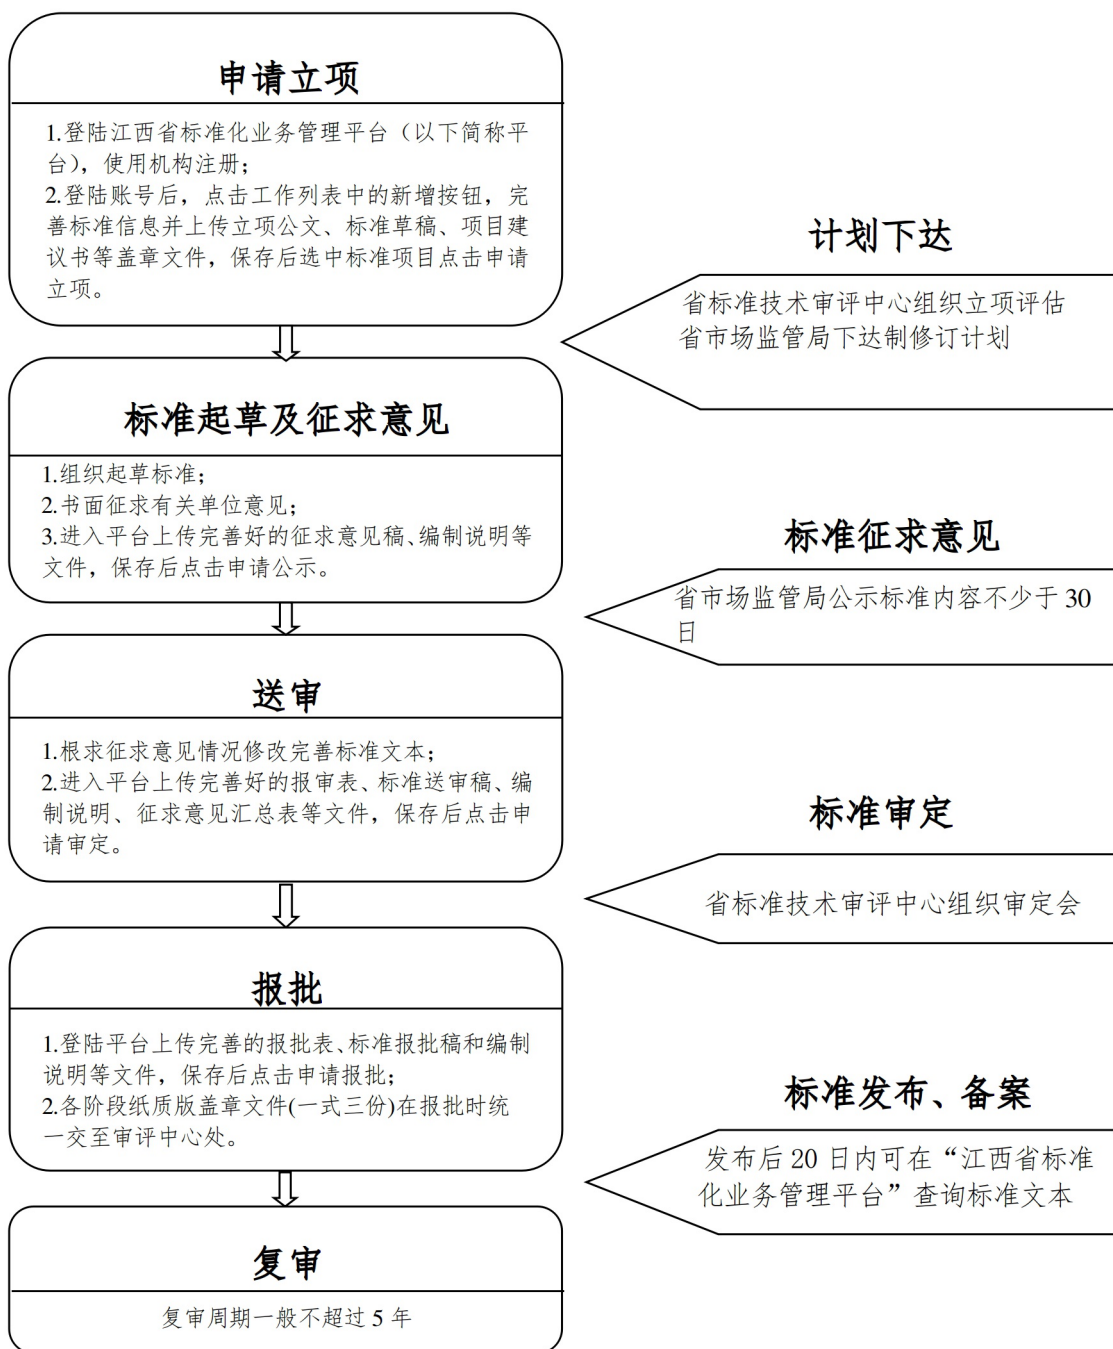 申请立项
1.登陆江西省标准化业务管理平台（以下简称平
台），使用机构注册；
2.登陆账号后，点击工作列表中的新增按钮，完
善标准信息并上传立项公文、标准草稿、项目建
议书等盖章文件，保存后选中标准项目点击申请
立项。
计划下达
省标准技术审评中心组织立项评估
省市场监管局下达制修订计划
标准起草及征求意见
1.组织起草标准；
2.书面征求有关单位意见；
3.进入平台上传完善好的征求意见稿、编制说明等
文件，保存后点击申请公示。
标准征求意见
省市场监管局公示标准内容不少于 30
日
送审
1.根求征求意见情况修改完善标准文本；
2.进入平台上传完善好的报审表、标准送审稿、编
制说明、征求意见汇总表等文件，保存后点击申
请审定。
标准审定
省标准技术审评中心组织审定会
报批
1.登陆平台上传完善的报批表、标准报批稿和编制
说明等文件，保存后点击申请报批；
2.各阶段纸质版盖章文件(一式三份)在报批时统
一交至审评中心处。
标准发布、备案
发布后 20 日内可在“江西省标准
化业务管理平台”查询标准文本
复审
复审周期一般不超过 5 年